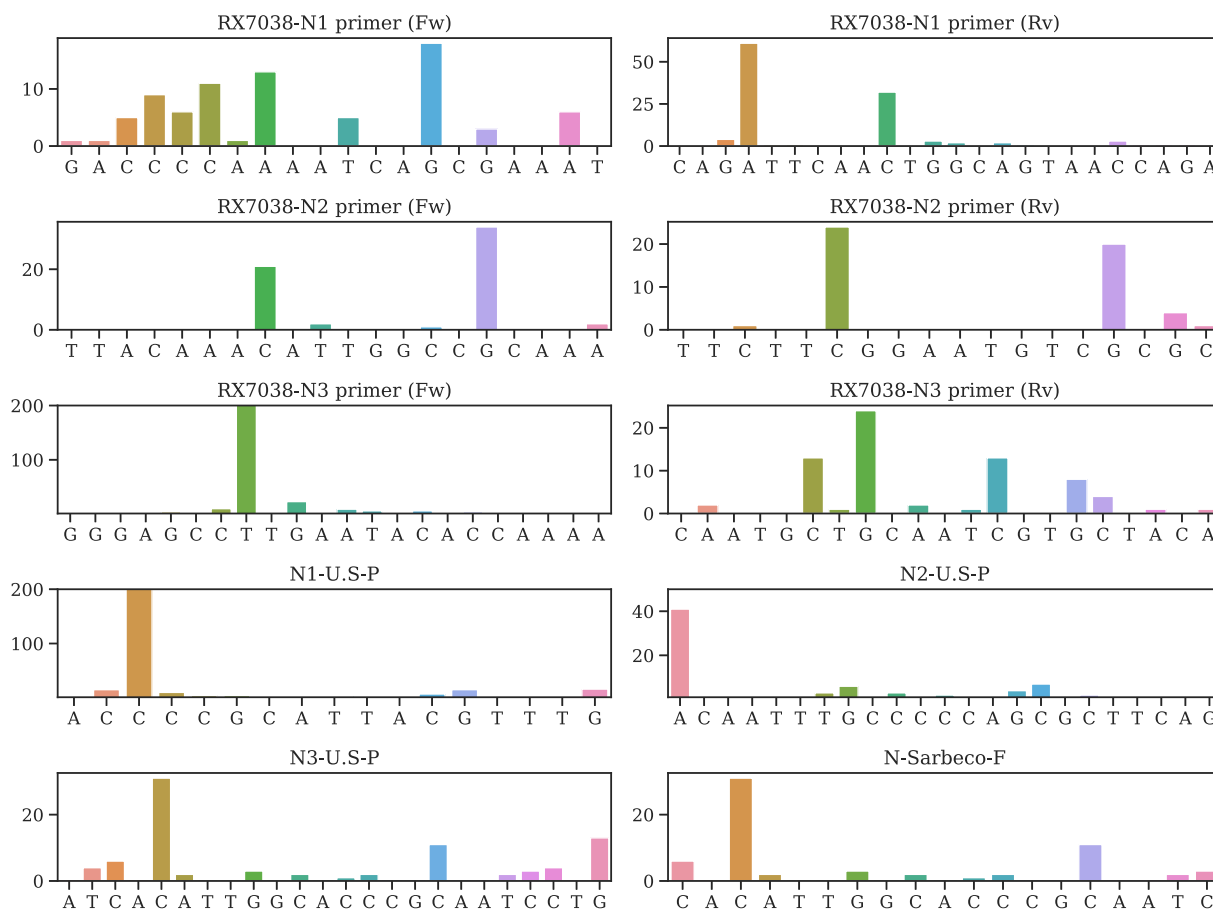 RX7038-N1 primer (Fw)
10
0
G A C C C C A A A A T C A G C G A A A T
RX7038-N1 primer (Rv)
50
25
0
C A G A T T C A A C T G G C A G T A A C C A G A
RX7038-N2 primer (Fw)
20
0
T T A C A A A C A T T G G C C G C A A A
RX7038-N2 primer (Rv)
20
10
0
T T C T T C G G A A T G T C G C G C
RX7038-N3 primer (Fw)
200
100
G G G A G C C T T G A A T A C A C C A A A A
RX7038-N3 primer (Rv)
20
10
0
C A A T G C T G C A A T C G T G C T A C A
N1-U.S-P
200
100
A C C C C G C A T T A C G T T T G
N2-U.S-P
40
20
A C A A T T T G C C C C C A G C G C T T C A G
N3-U.S-P
20
0
A T C A C A T T G G C A C C C G C A A T C C T G
N-Sarbeco-F
20
0
C A C A T T G G C A C C C G C A A T C